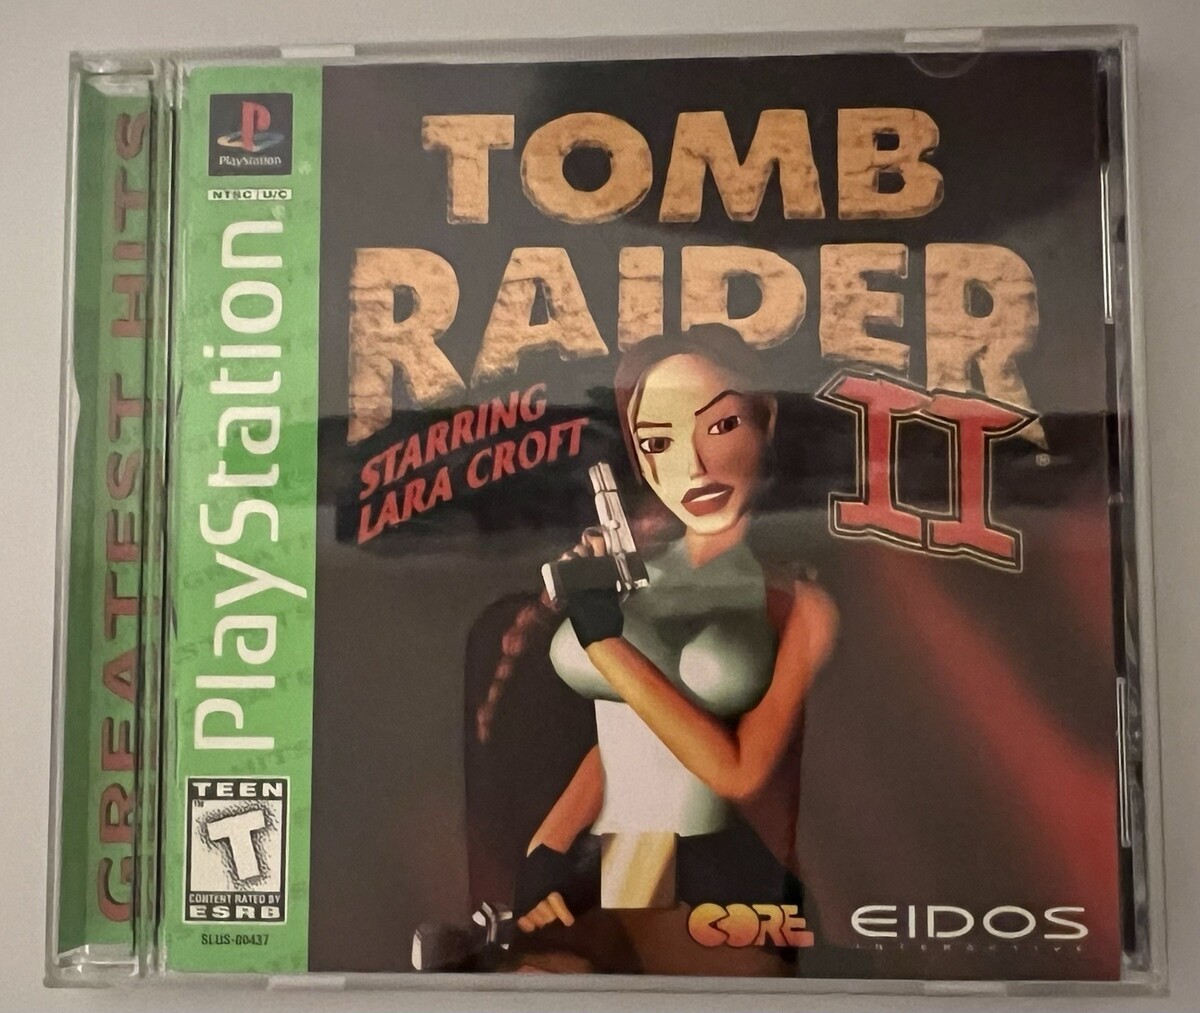 GREATEST HITS
PlayStation
NTSC U/C
PlayStation
TEEN
T
CONTENT RATED BY
ESRB
SLUS-00437
TOMB
RAIDER
II
®
STARRING
LARA CROFT
CORE
EIDOS
INTERACTIVE